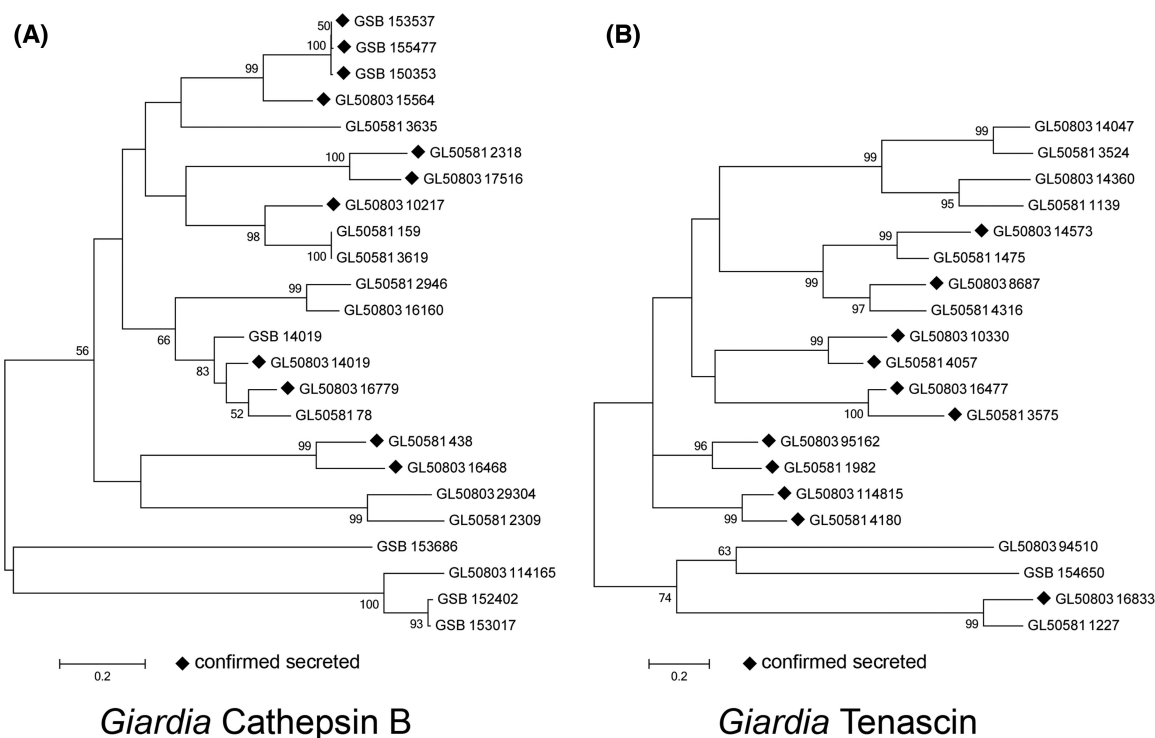 (A)
50
GSB 153537
100
GSB 155477
99
GSB 150353
GL50803 15564
GL50581 3635
100
GL50581 2318
GL50803 17516
GL50803 10217
98
GL50581 159
100
GL50581 3619
99
GL50581 2946
GL50803 16160
66
GSB 14019
83
GL50803 14019
GL50803 16779
52
GL50581 78
56
99
GL50581 438
GL50803 16468
GL50803 29304
99
GL50581 2309
GSB 153686
GL50803 114165
100
GSB 152402
93
GSB 153017
0.2
confirmed secreted
Giardia Cathepsin B
(B)
99
GL50803 14047
GL50581 3524
99
GL50803 14360
95
GL50581 1139
99
GL50803 14573
GL50581 1475
99
GL50803 8687
97
GL50581 4316
99
GL50803 10330
GL50581 4057
GL50803 16477
100
GL50581 3575
96
GL50803 95162
GL50581 1982
GL50803 114815
99
GL50581 4180
63
GL50803 94510
GSB 154650
74
GL50803 16833
99
GL50581 1227
0.2
confirmed secreted
Giardia Tenascin